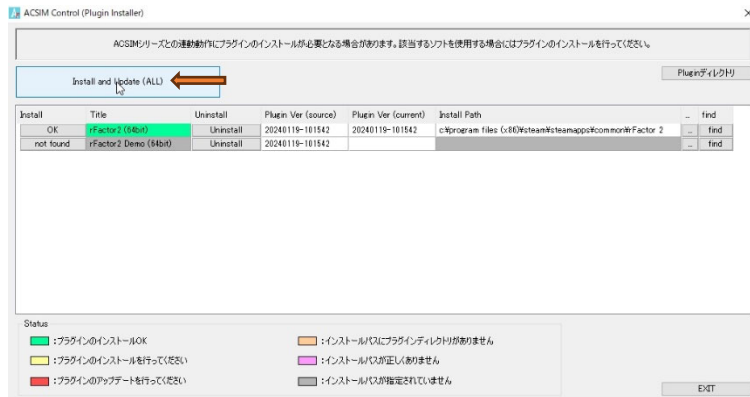 ACSIM Control (Plugin Installer)
ACSIMシリーズとの連動動作にプラグインのインストールが必要となる場合があります。該当するソフトを使用する場合にはプラグインのインストールを行ってください。
Install and Update (ALL)
Pluginディレクトリ
Install Title Uninstall Plugin Ver (source) Plugin Ver (current) Install Path ... find
OK rFactor2 (64bit) Uninstall 20240119-101542 20240119-101542 c:¥program files (x86)¥steam¥steamapps¥common¥rFactor 2 ... find
not found rFactor2 Demo (64bit) Uninstall 20240119-101542 ... find
Status
:プラグインのインストールOK
:インストールパスにプラグインディレクトリがありません
:プラグインのインストールを行ってください
:インストールパスが正しくありません
:プラグインのアップデートを行ってください
:インストールパスが指定されていません
EXIT